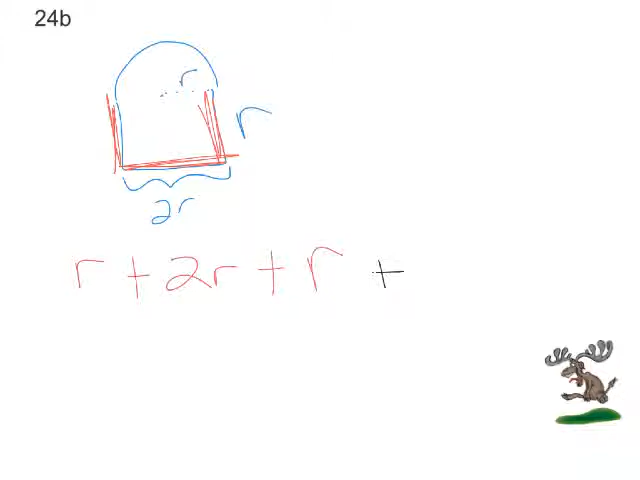 24b
r
r
2r
r + 2r + r +